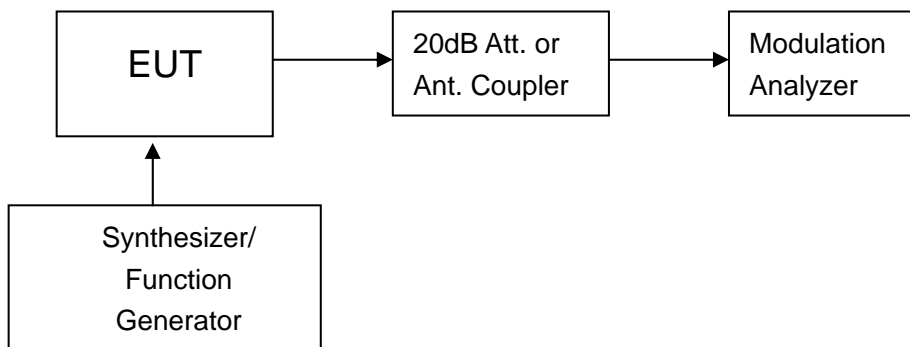 EUT
20dB Att. or
Ant. Coupler
Modulation
Analyzer
Synthesizer/
Function
Generator